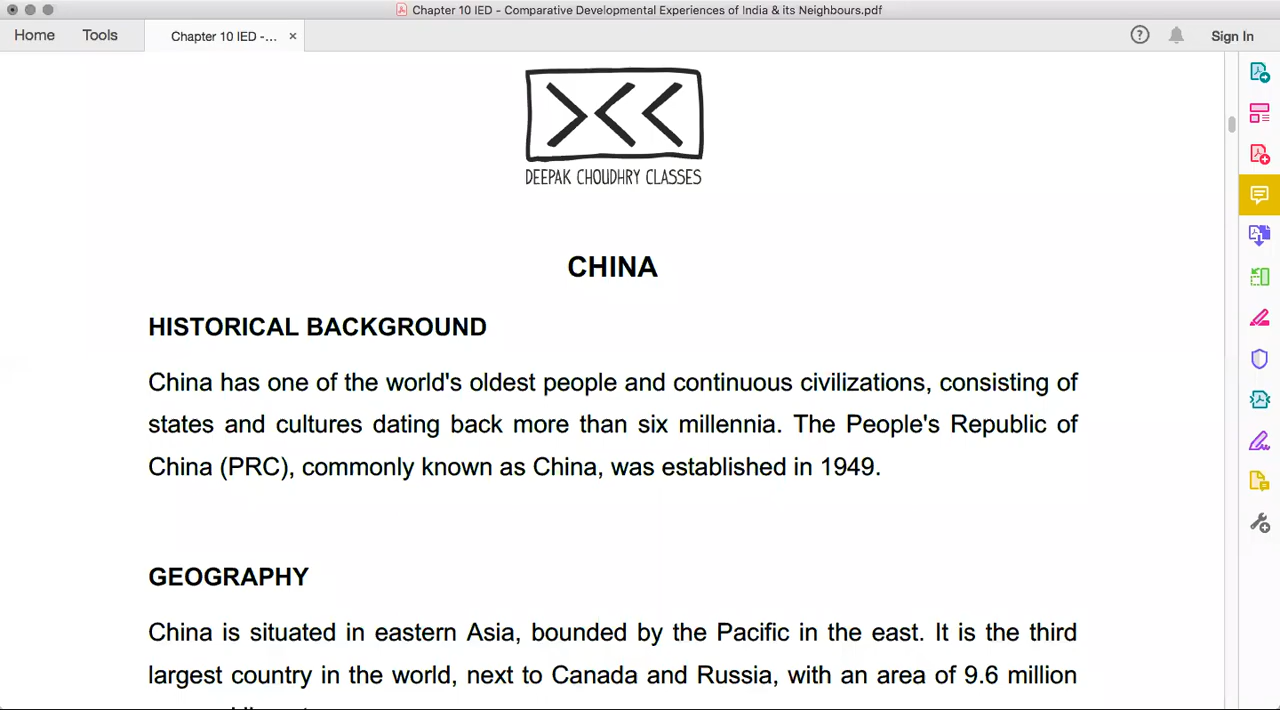 Chapter 10 IED - Comparative Developmental Experiences of India & its Neighbours.pdf
Home Tools Chapter 10 IED -... × ? Sign In
DEEPAK CHOUDHRY CLASSES
CHINA
HISTORICAL BACKGROUND
China has one of the world's oldest people and continuous civilizations, consisting of
states and cultures dating back more than six millennia. The People's Republic of
China (PRC), commonly known as China, was established in 1949.
GEOGRAPHY
China is situated in eastern Asia, bounded by the Pacific in the east. It is the third
largest country in the world, next to Canada and Russia, with an area of 9.6 million